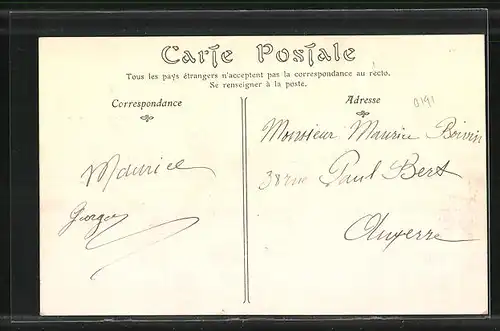 Carte Postale
Tous les pays étrangers n'acceptent pas la correspondance au recto.
Se renseigner à la poste.
Correspondance
Maurice
Georges
Adresse
0191
Monsieur Maurice Boivin
38 rue Paul Bert
Auxerre